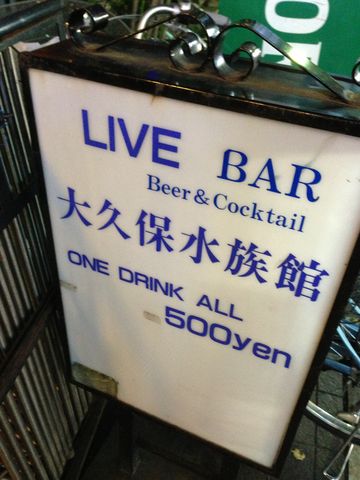 LIVE BAR
Beer & Cocktail
大久保水族館
ONE DRINK ALL
500yen